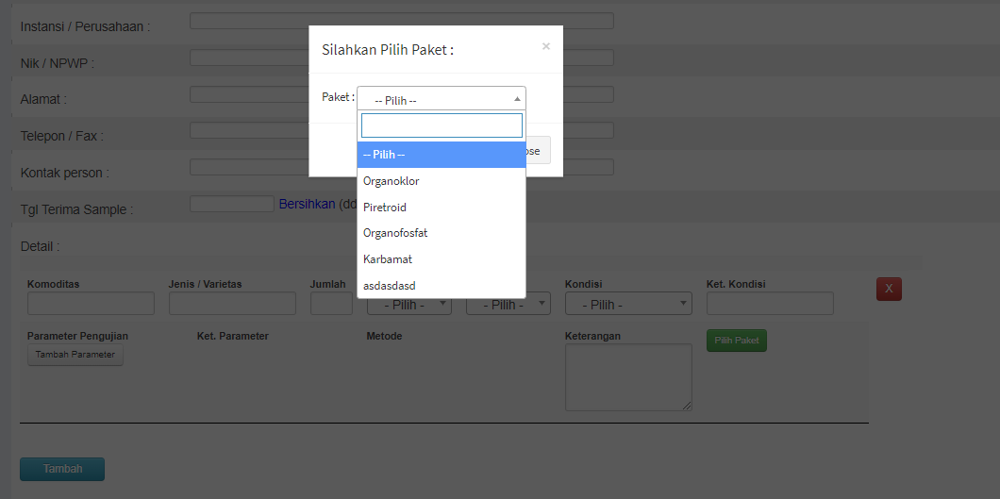 Instansi / Perusahaan :
Silahkan Pilih Paket :
×
Nik / NPWP :
Alamat :
Paket :
-- Pilih --
Telepon / Fax :
-- Pilih --
Kontak person :
Organoklor
Piretroid
Tgl Terima Sample :
Bersihkan (dd
Organofosfat
Detail :
Karbamat
asdasdasd
Komoditas
Jenis / Varietas
Jumlah
Kondisi
Ket. Kondisi
X
- Pilih -
- Pilih -
- Pilih -
Parameter Pengujian
Ket. Parameter
Metode
Keterangan
Pilih Paket
Tambah Parameter
Tambah